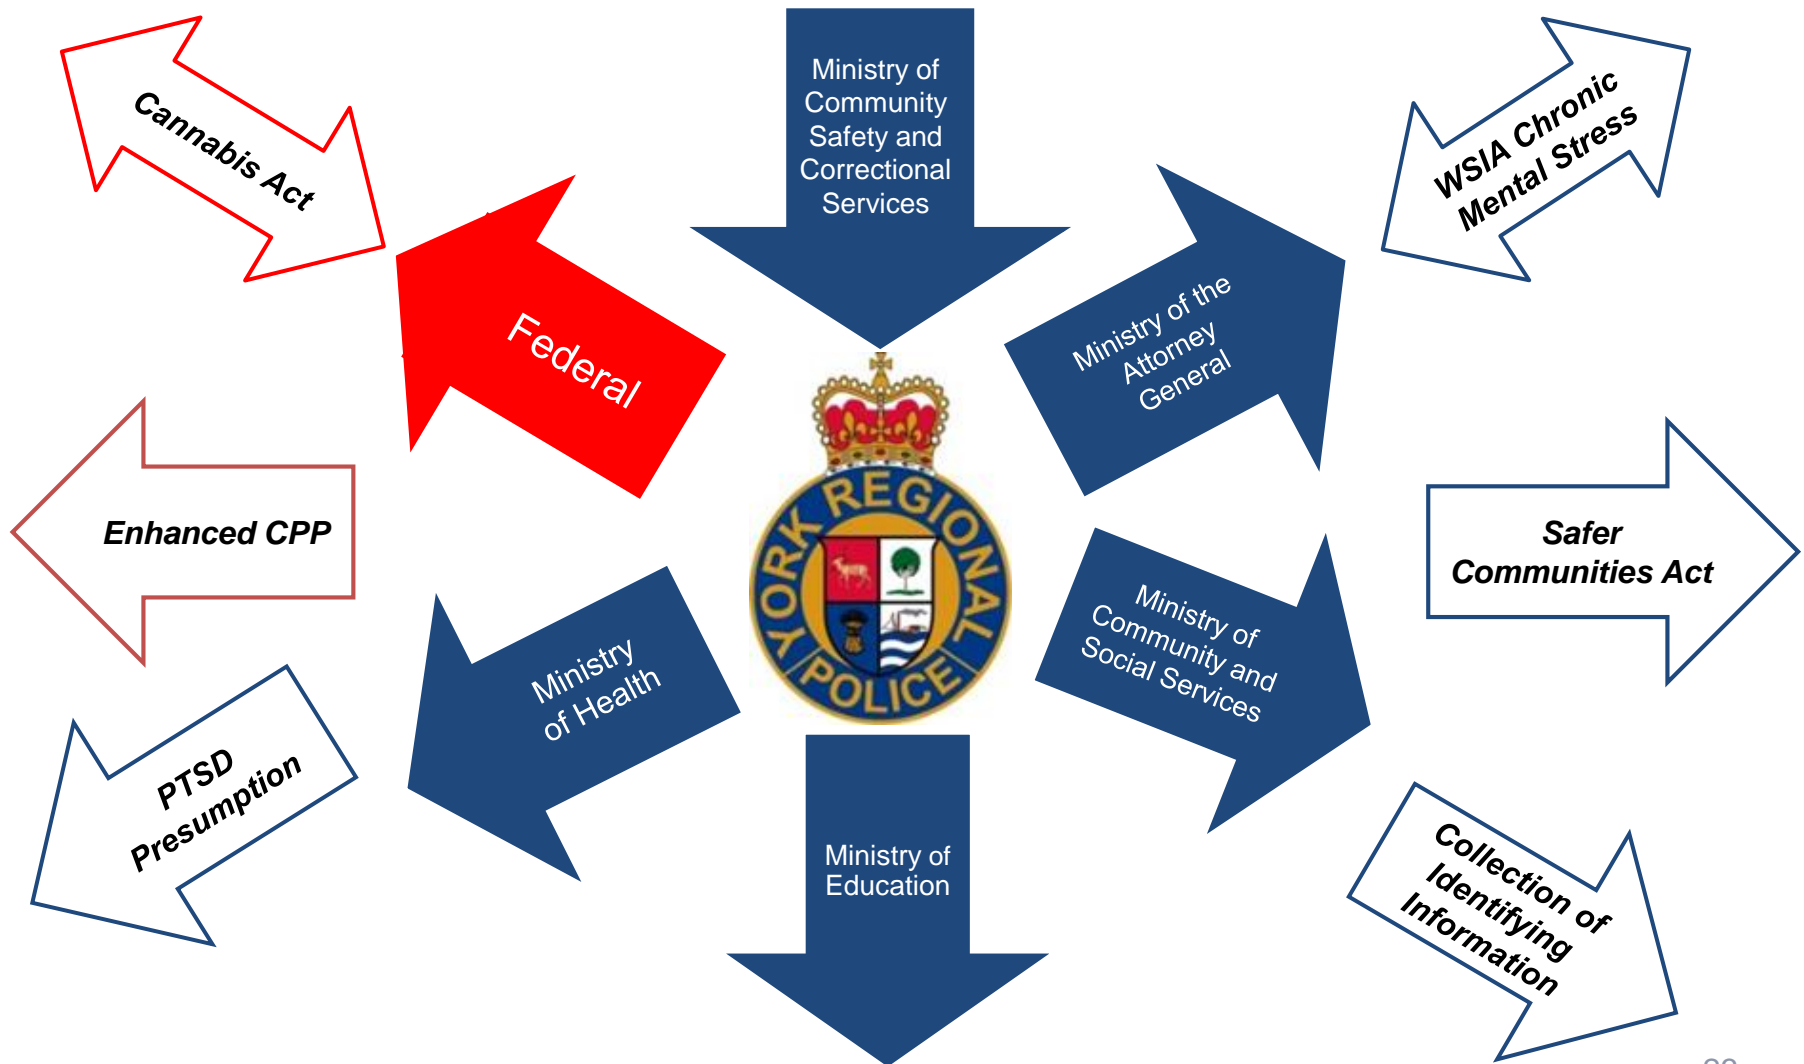 Cannabis Act
Ministry of
Community
Safety and
Correctional
Services
WSIA Chronic
Mental Stress
Federal
Ministry of the
Attorney
General
Enhanced CPP
YORK REGIONAL
POLICE
Safer
Communities Act
Ministry
of Health
Ministry of
Community and
Social Services
PTSD
Presumption
Ministry of
Education
Collection of
Identifying
Information